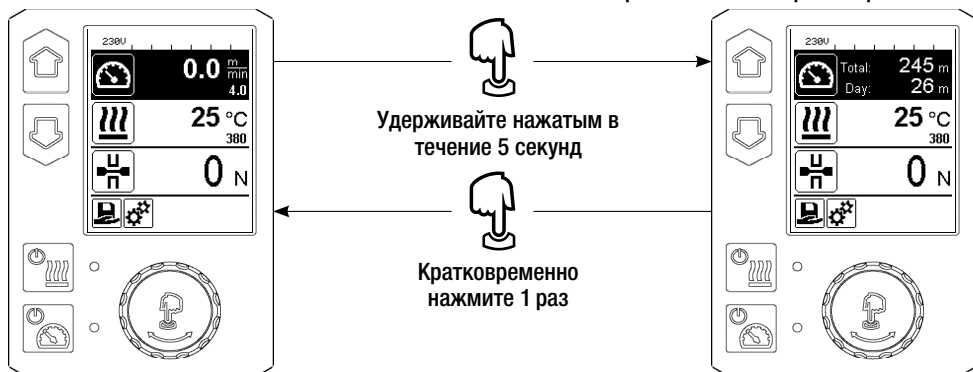 230V
0.0 m/min
4.0
25 °C
380
0 N
Удерживайте нажатым в
течение 5 секунд
Кратковременно
нажмите 1 раз
230V
Total: 245 m
Day: 26 m
25 °C
380
0 N